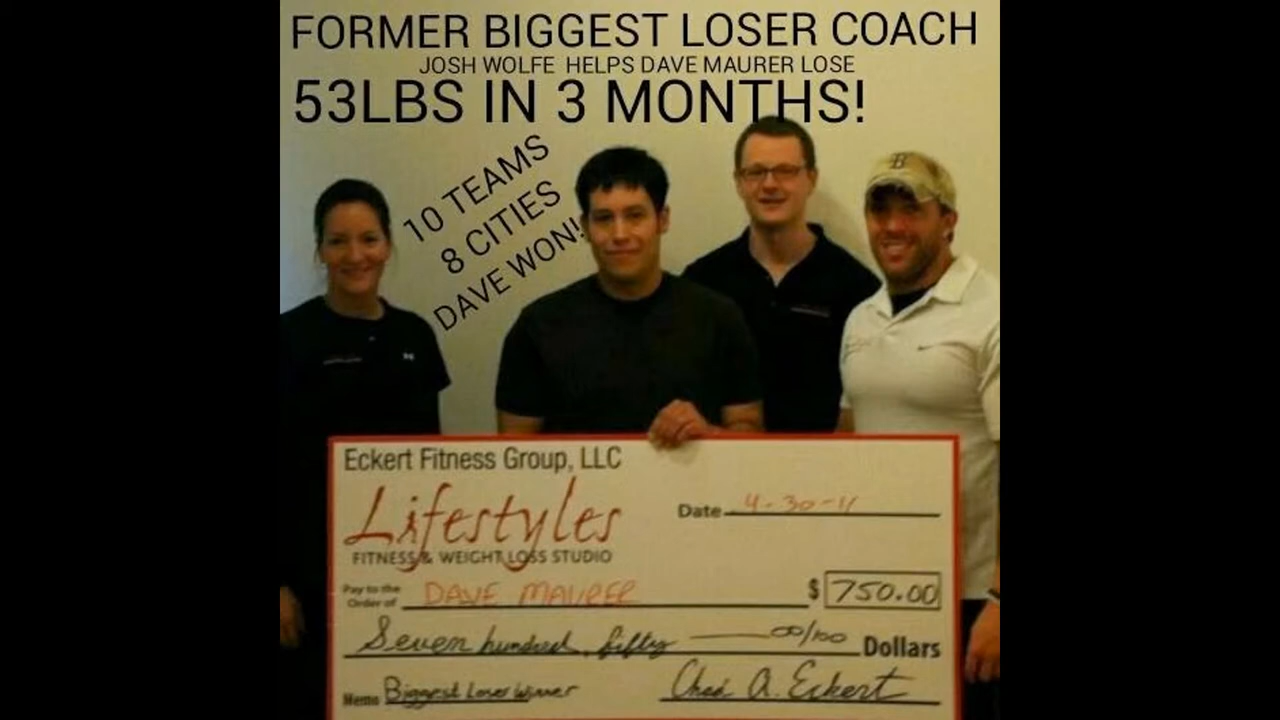 FORMER BIGGEST LOSER COACH
JOSH WOLFE HELPS DAVE MAURER LOSE
53LBS IN 3 MONTHS!
10 TEAMS
8 CITIES
DAVE WON!
B
Eckert Fitness Group, LLC
Lifestyles
FITNESS & WEIGHT LOSS STUDIO
Date 4-30-11
Pay to the
Order of DAVE MAURER $ 750.00
Seven hundred, fifty 00/100 Dollars
Memo Biggest Loser Winner Chad A. Eckert